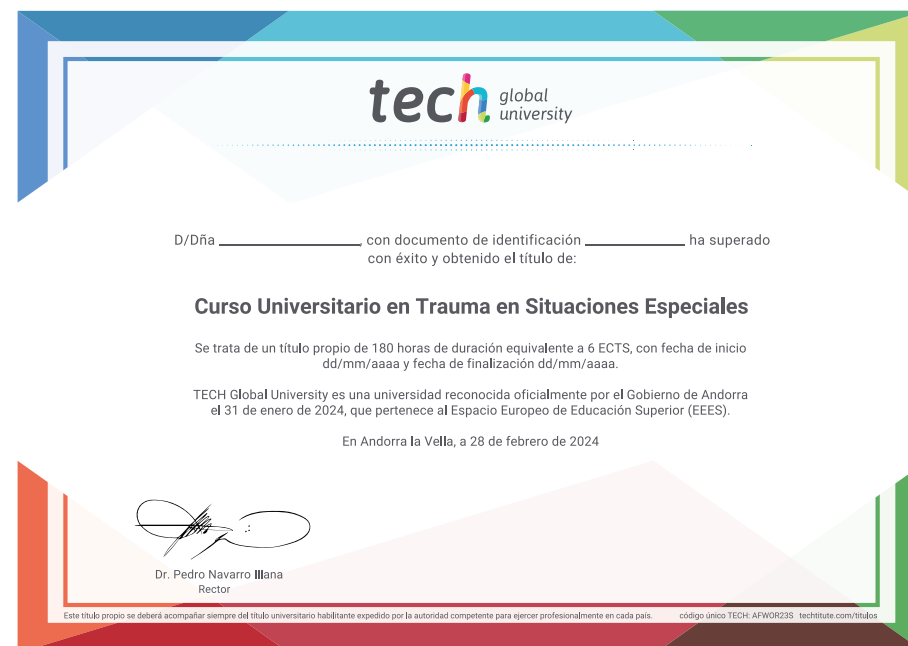 tech global university
D/Dña ____________________, con documento de identificación ______________ ha superado
con éxito y obtenido el título de:
Curso Universitario en Trauma en Situaciones Especiales
Se trata de un título propio de 180 horas de duración equivalente a 6 ECTS, con fecha de inicio
dd/mm/aaaa y fecha de finalización dd/mm/aaaa.
TECH Global University es una universidad reconocida oficialmente por el Gobierno de Andorra
el 31 de enero de 2024, que pertenece al Espacio Europeo de Educación Superior (EEES).
En Andorra la Vella, a 28 de febrero de 2024
Dr. Pedro Navarro Illana
Rector
Este título propio se deberá acompañar siempre del título universitario habilitante expedido por la autoridad competente para ejercer profesionalmente en cada país. código único TECH: AFWOR23S techtitute.com/titulos